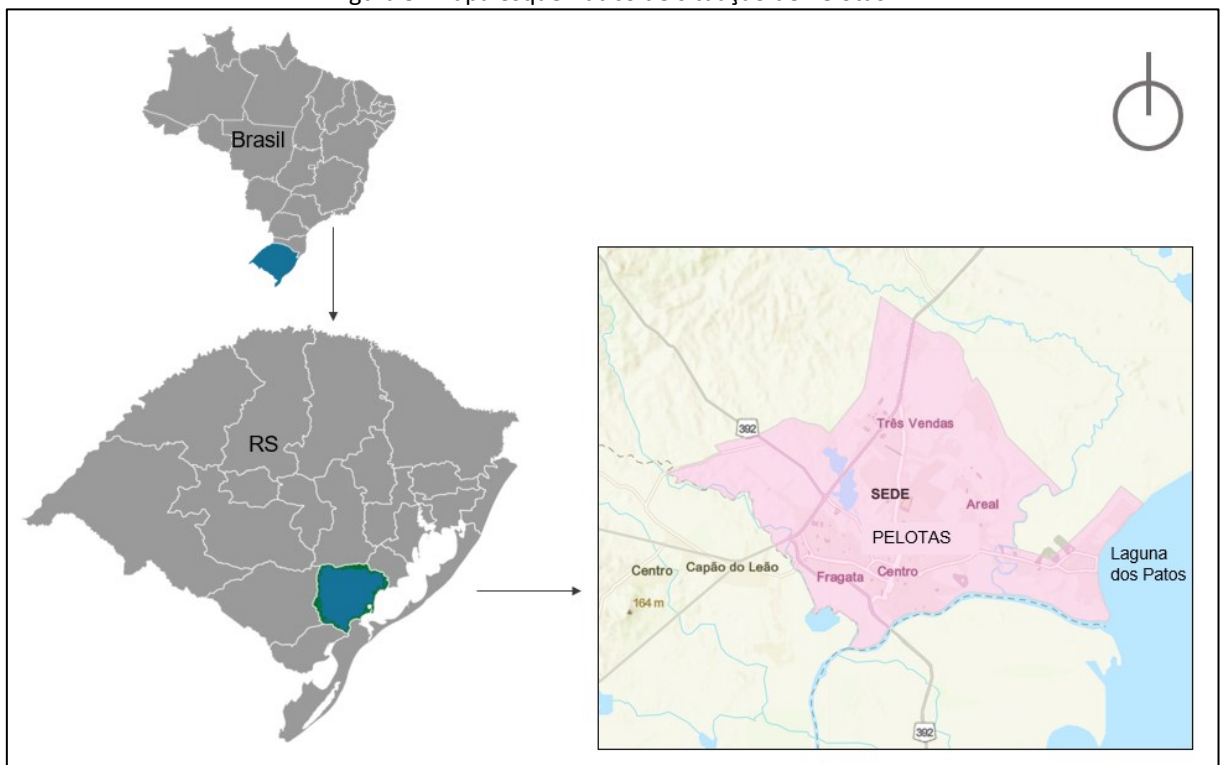 Brasil
RS
392
Três Vendas
SEDE
Areal
PELOTAS
Laguna
dos Patos
Centro
Capão do Leão
Fragata
Centro
164 m
392